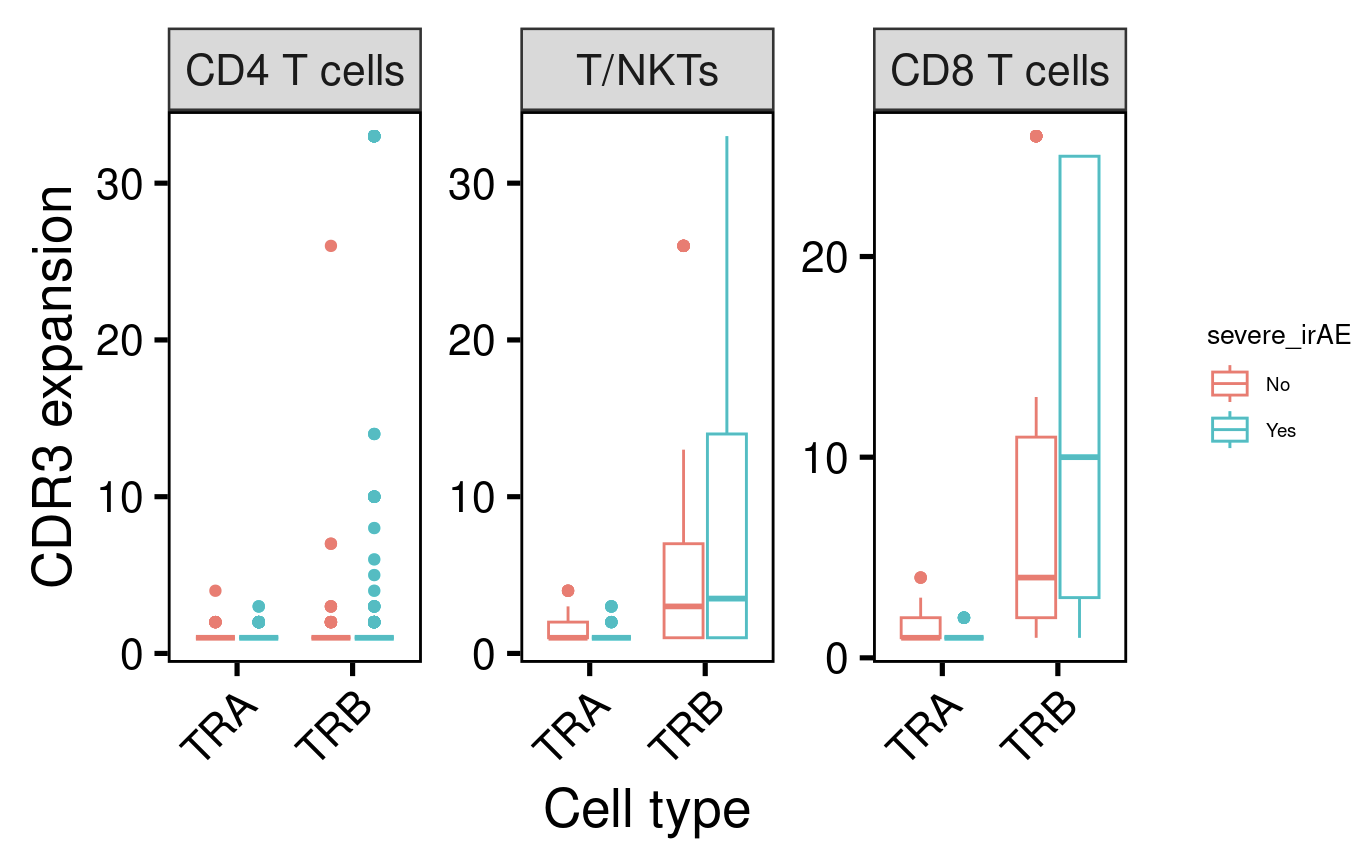 CD4 T cells
T/NKTs
CD8 T cells
CDR3 expansion
30
20
10
0
30
20
10
0
20
10
0
TRA
TRB
TRA
TRB
TRA
TRB
Cell type
severe_irAE
No
Yes